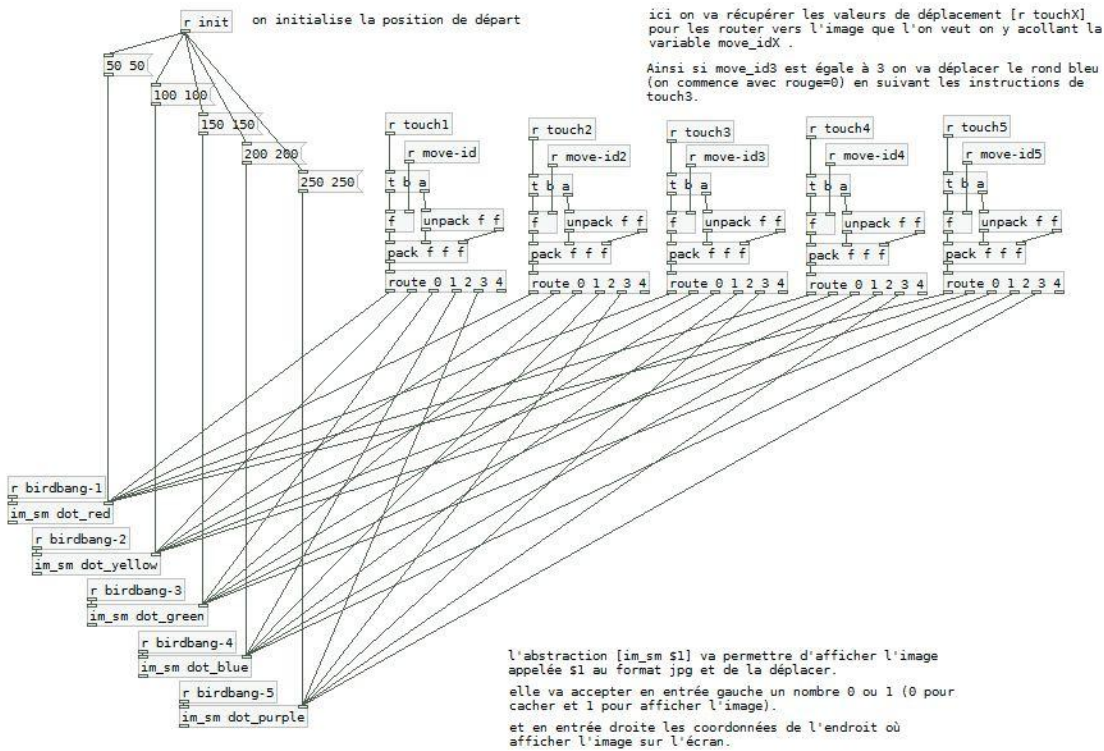 r init
on initialise la position de départ
50 50
100 100
150 150
200 200
250 250
ici on va récupérer les valeurs de déplacement [r touchX]
pour les router vers l'image que l'on veut on y acollant la
variable move_idX .
Ainsi si move_id3 est égale à 3 on va déplacer le rond bleu
(on commence avec rouge=0) en suivant les instructions de
touch3.
r touch1
r move-id
t b a
f
unpack f f
pack f f f
route 0 1 2 3 4
r touch2
r move-id2
t b a
f
unpack f f
pack f f f
route 0 1 2 3 4
r touch3
r move-id3
t b a
f
unpack f f
pack f f f
route 0 1 2 3 4
r touch4
r move-id4
t b a
f
unpack f f
pack f f f
route 0 1 2 3 4
r touch5
r move-id5
t b a
f
unpack f f
pack f f f
route 0 1 2 3 4
r birdbang-1
im_sm dot_red
r birdbang-2
im_sm dot_yellow
r birdbang-3
im_sm dot_green
r birdbang-4
im_sm dot_blue
r birdbang-5
im_sm dot_purple
l'abstraction [im_sm $1] va permettre d'afficher l'image
appelée $1 au format jpg et de la déplacer.
elle va accepter en entrée gauche un nombre 0 ou 1 (0 pour
cacher et 1 pour afficher l'image).
et en entrée droite les coordonnées de l'endroit où
afficher l'image sur l'écran.